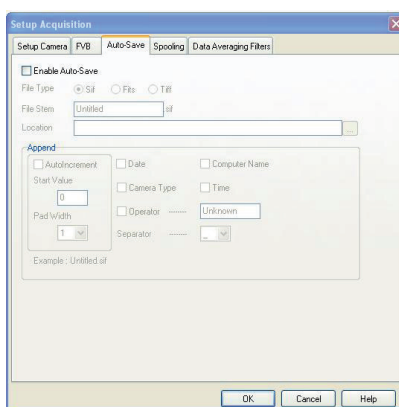 Setup Acquisition
Setup Camera FVB Auto-Save Spooling Data Averaging Filters
Enable Auto-Save
File Type Sif Fits Tiff
File Stem Untitled .sif
Location ...
Append
AutoIncrement Date Computer Name
Start Value
0
Camera Type Time
Pad Width
Operator ------- Unknown
1
Separator ------- _
Example : Untitled.sif
OK Cancel Help